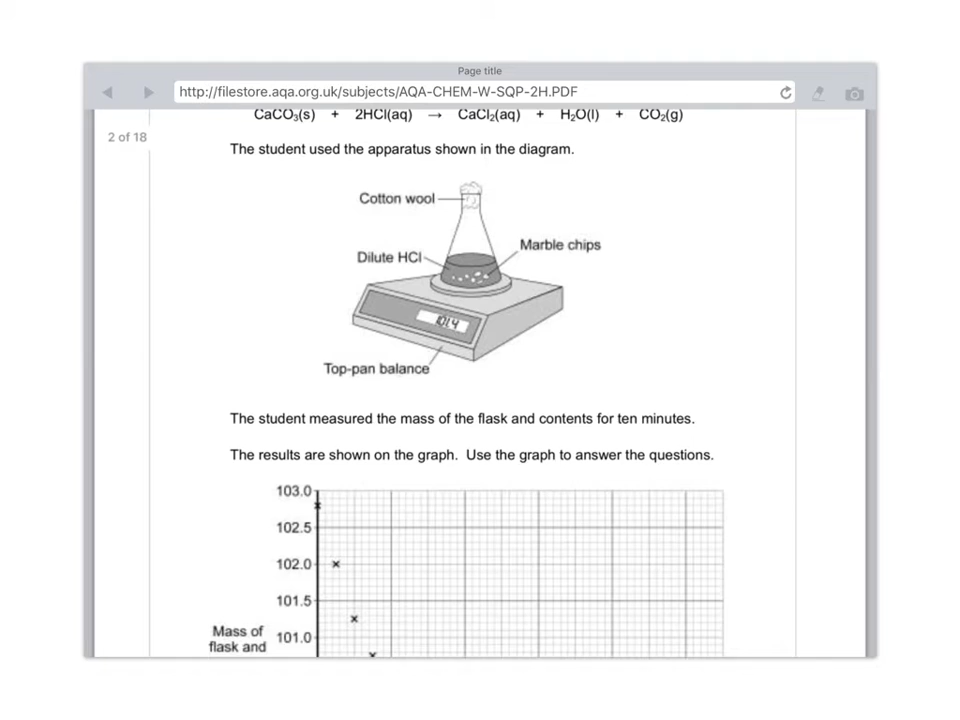 Page title
http://filestore.aqa.org.uk/subjects/AQA-CHEM-W-SQP-2H.PDF
CaCO₃(s) + 2HCl(aq) → CaCl₂(aq) + H₂O(l) + CO₂(g)
2 of 18
The student used the apparatus shown in the diagram.
Cotton wool
Marble chips
Dilute HCl
101.4
Top-pan balance
The student measured the mass of the flask and contents for ten minutes.
The results are shown on the graph. Use the graph to answer the questions.
103.0
102.5
102.0
101.5
Mass of
101.0
flask and